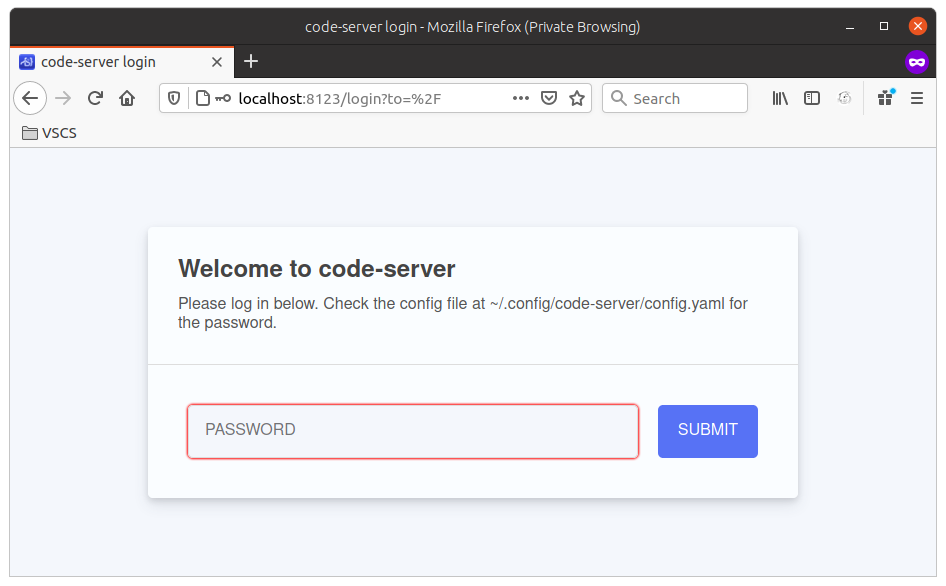 code-server login - Mozilla Firefox (Private Browsing)
code-server login
localhost:8123/login?to=%2F
Search
VSCS
Welcome to code-server
Please log in below. Check the config file at ~/.config/code-server/config.yaml for
the password.
PASSWORD
SUBMIT